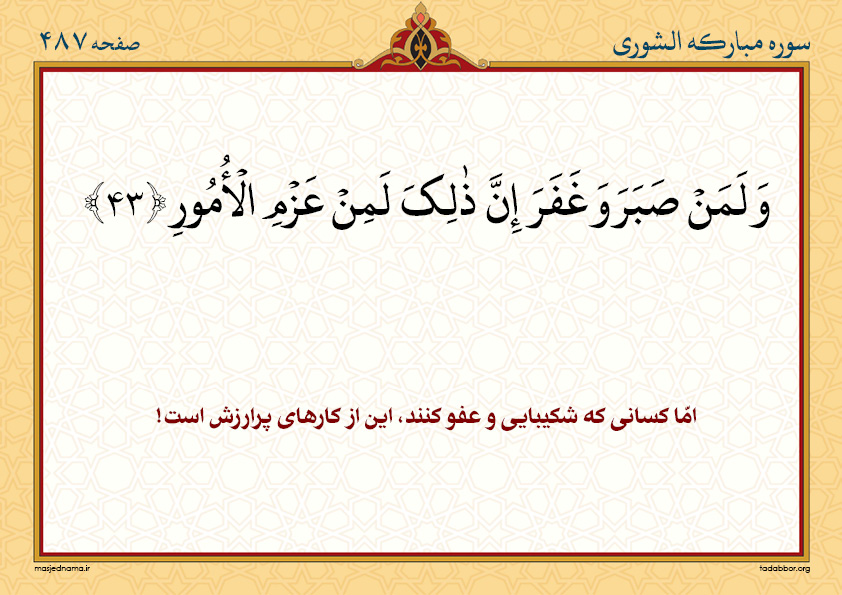 سوره مبارکه الشوری
صفحه ۴۸۷
وَ لَمَنْ صَبَرَ وَ غَفَرَ إِنَّ ذٰلِکَ لَمِنْ عَزْمِ الْأُمُورِ ﴿۴۳﴾
امّا کسانی که شکیبایی و عفو کنند، این از کارهای پرارزش است!
masjednama.ir
tadabbor.org